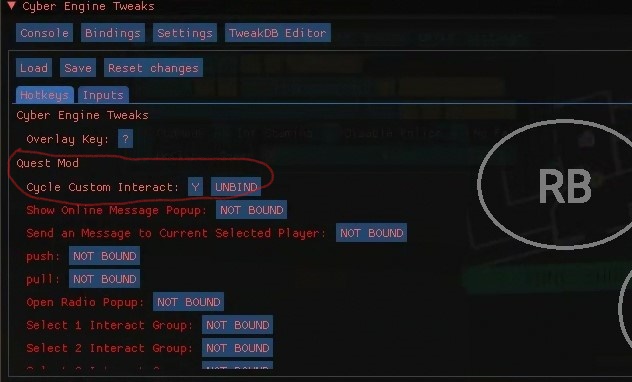 ▼ Cyber Engine Tweaks
Console Bindings Settings TweakDB Editor
Load Save Reset changes
Hotkeys Inputs
Cyber Engine Tweaks
Overlay Key: ?
Quest Mod
Cycle Custom Interact: Y UNBIND
Show Online Message Popup: NOT BOUND
Send an Message to Current Selected Player: NOT BOUND
push: NOT BOUND
pull: NOT BOUND
Open Radio Popup: NOT BOUND
Select 1 Interact Group: NOT BOUND
Select 2 Interact Group: NOT BOUND
RB